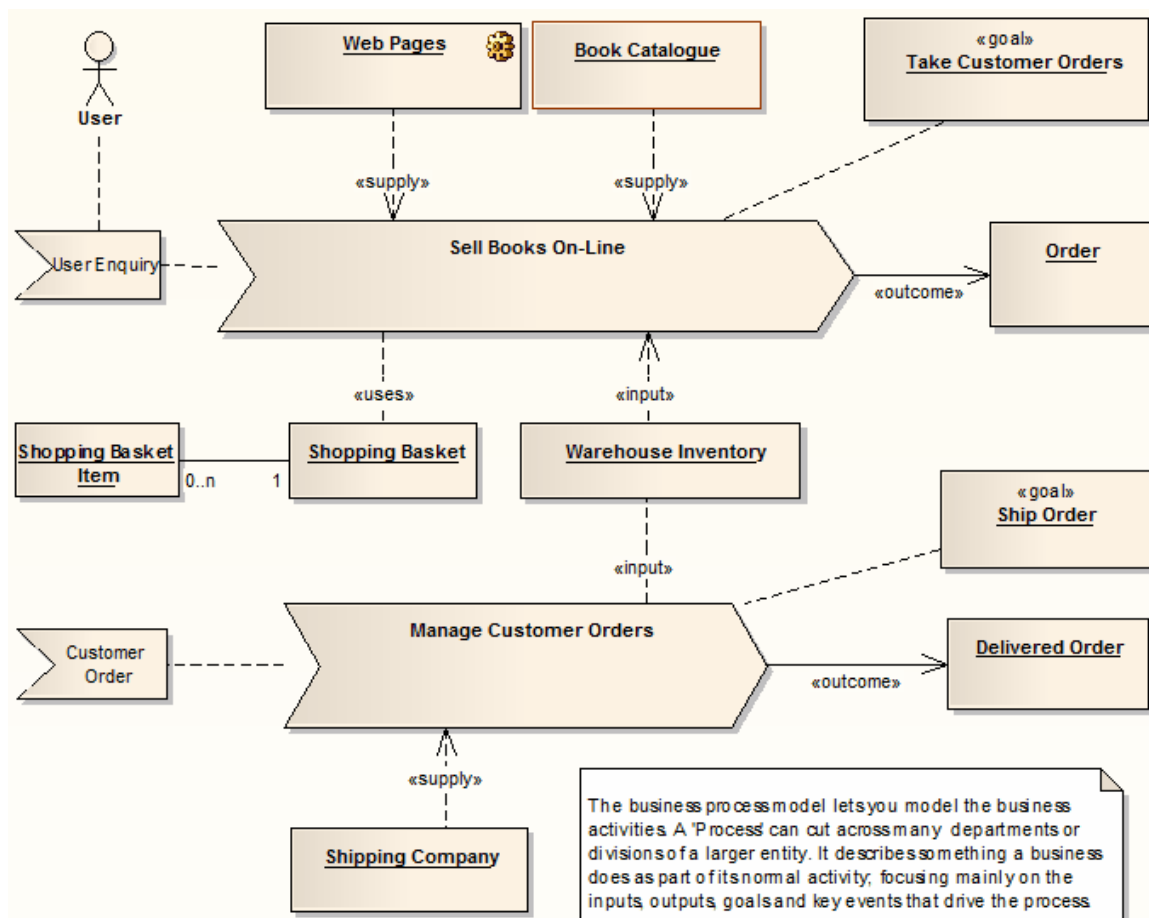 Web Pages
Book Catalogue
«goal»
Take Customer Orders
User
«supply»
«supply»
User Enquiry
Sell Books On-Line
Order
«outcome»
«uses»
«input»
Shopping Basket
Item
0..n
1
Shopping Basket
Warehouse Inventory
«goal»
Ship Order
«input»
Customer
Order
Manage Customer Orders
Delivered Order
«outcome»
«supply»
Shipping Company
The business process model lets you model the business
activities. A 'Process' can cut across many departments or
divisions of a larger entity. It describes something a business
does as part of its normal activity; focusing mainly on the
inputs, outputs, goals and key events that drive the process.